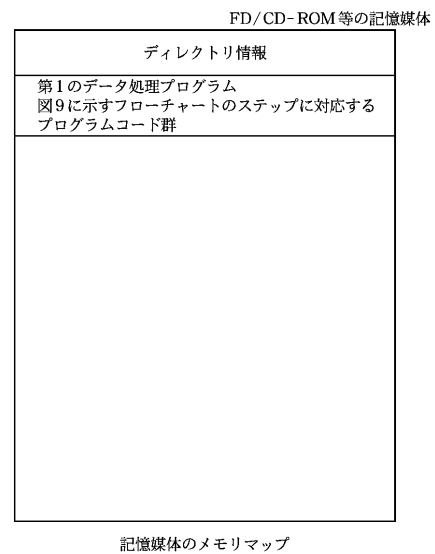 FD/CD-ROM等の記憶媒体
ディレクトリ情報
第1のデータ処理プログラム
図9に示すフローチャートのステップに対応する
プログラムコード群
記憶媒体のメモリマップ